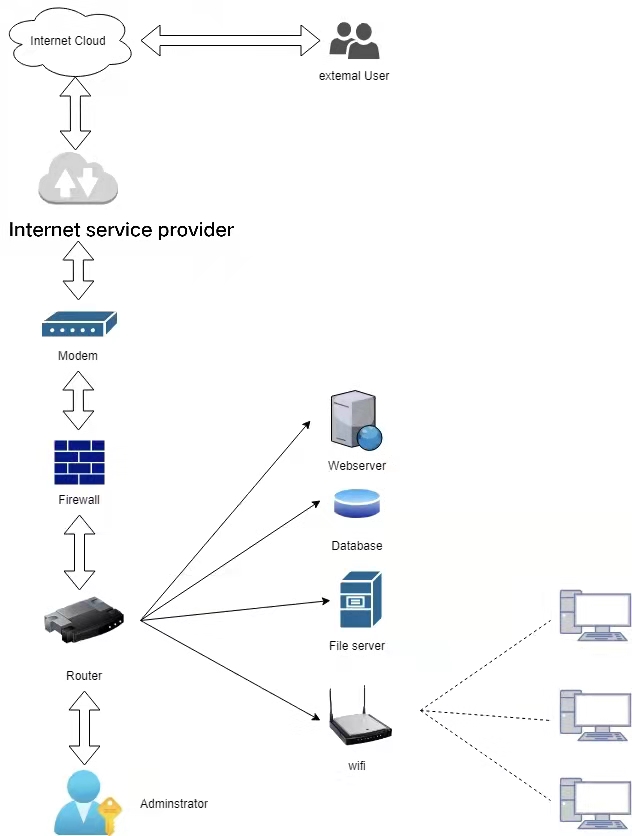 Internet Cloud
extemal User
Internet service provider
Modem
Firewall
Webserver
Database
File server
Router
wifi
Adminstrator